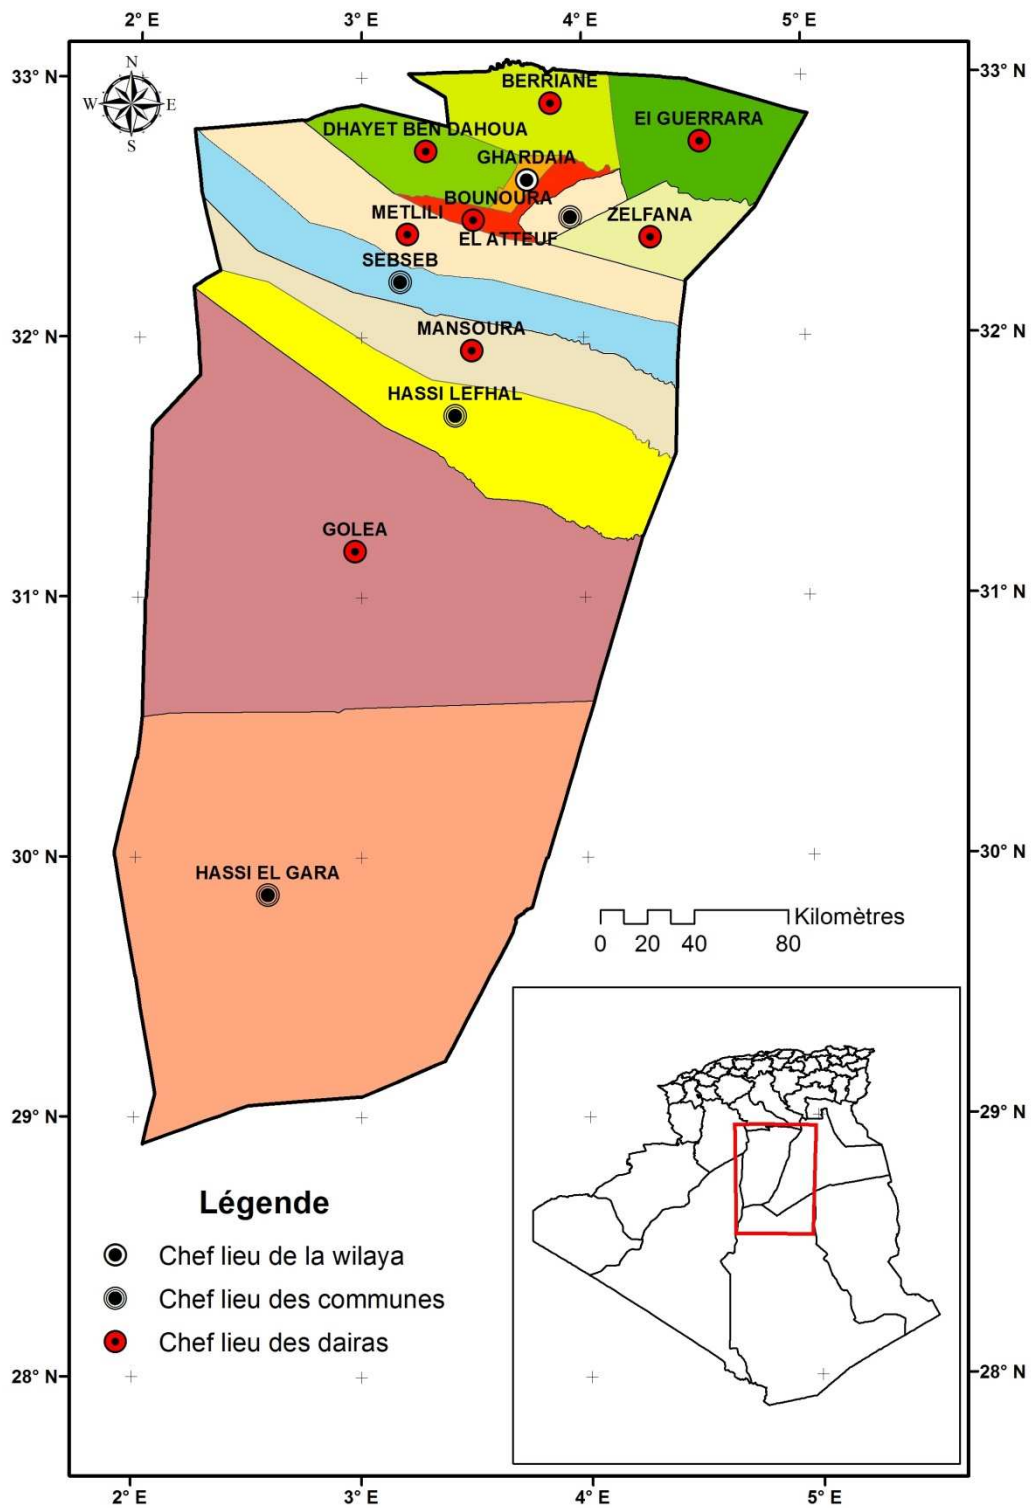 2° E 3° E 4° E 5° E
33° N 33° N
N
W E
S
BERRIANE
El GUERRARA
DHAYET BEN DAHOUA
GHARDAIA
BOUNOURA
METLILI
ZELFANA
EL ATTEUF
SEBSEB
32° N 32° N
MANSOURA
HASSI LEFHAL
GOLEA
31° N 31° N
30° N 30° N
HASSI EL GARA
Kilomètres
0 20 40 80
29° N 29° N
Légende
Chef lieu de la wilaya
Chef lieu des communes
Chef lieu des dairas
28° N 28° N
2° E 3° E 4° E 5° E